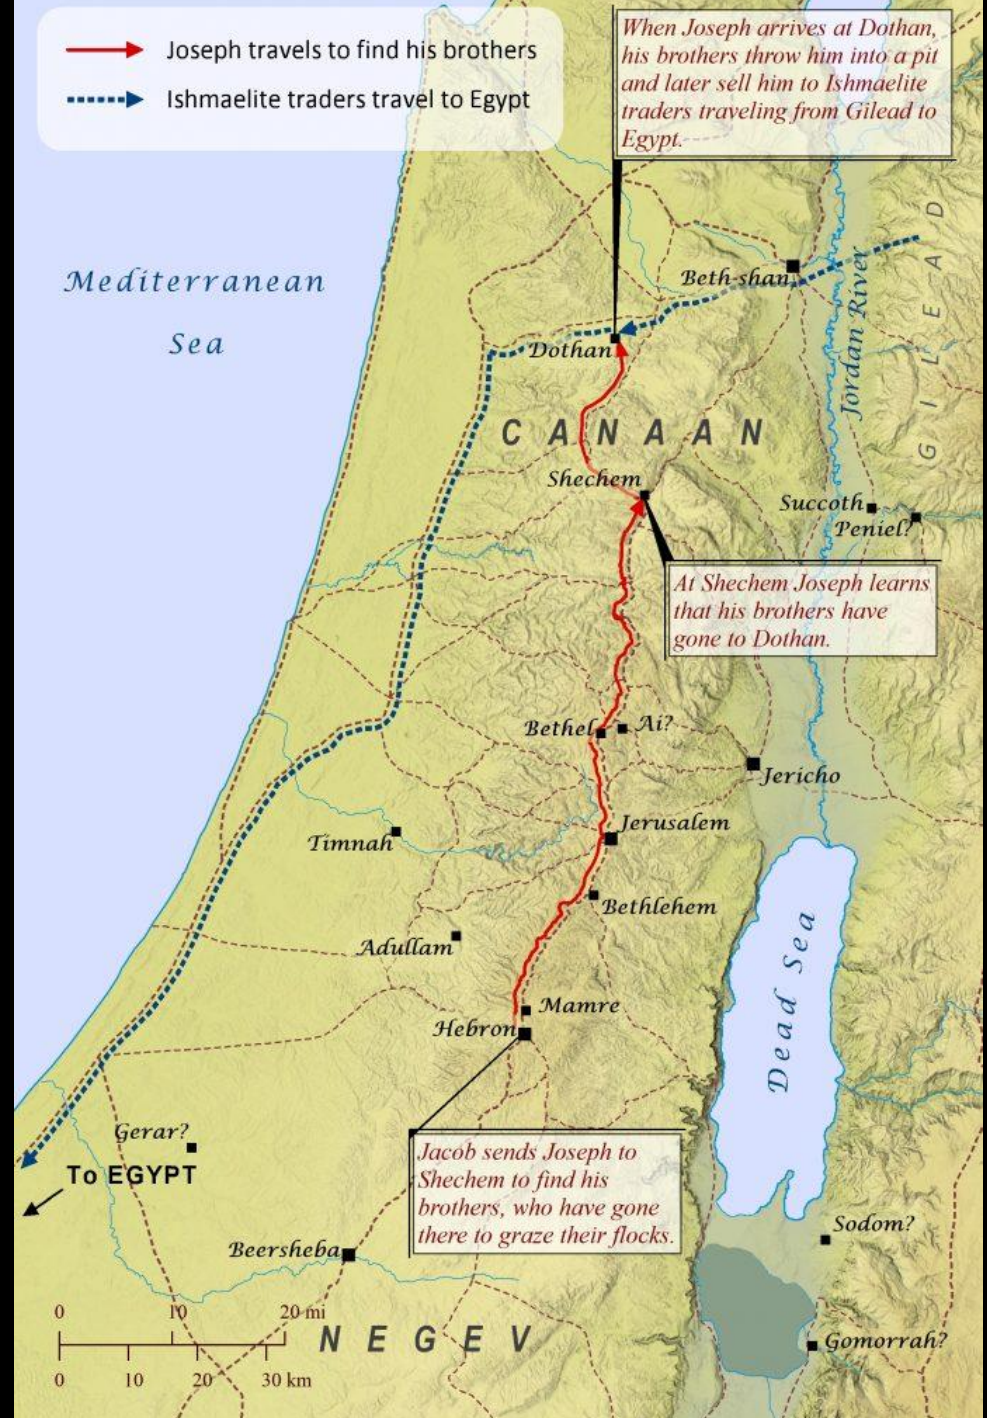 Joseph travels to find his brothers
Ishmaelite traders travel to Egypt
When Joseph arrives at Dothan,
his brothers throw him into a pit
and later sell him to Ishmaelite
traders traveling from Gilead to
Egypt.
Mediterranean
Sea
Beth-shan
Jordan River
GILEAD
Dothan
CANAAN
Shechem
Succoth
Peniel?
At Shechem Joseph learns
that his brothers have
gone to Dothan.
Bethel
Ai?
Jericho
Jerusalem
Timnah
Bethlehem
Adullam
Dead Sea
Mamre
Hebron
Gerar?
To EGYPT
Jacob sends Joseph to
Shechem to find his
brothers, who have gone
there to graze their flocks.
Sodom?
Beersheba
0 10 20 mi
NEGEV
Gomorrah?
0 10 20 30 km